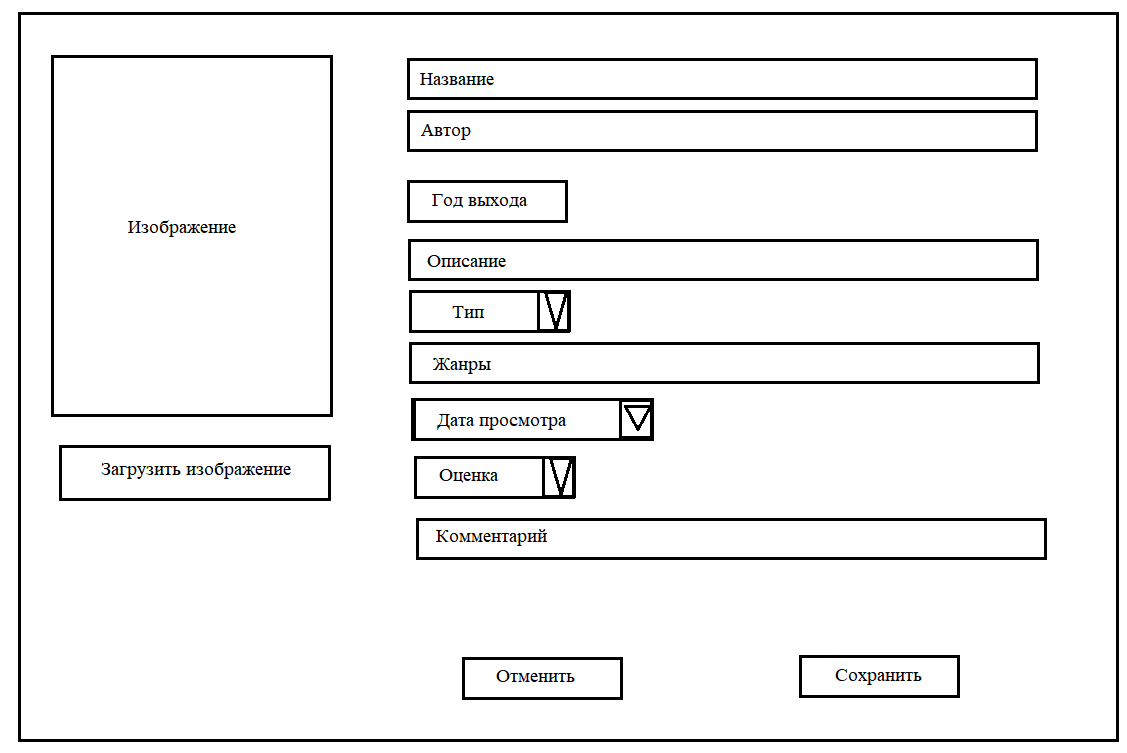 Изображение
Загрузить изображение
Название
Автор
Год выхода
Описание
Тип
Жанры
Дата просмотра
Оценка
Комментарий
Отменить
Сохранить